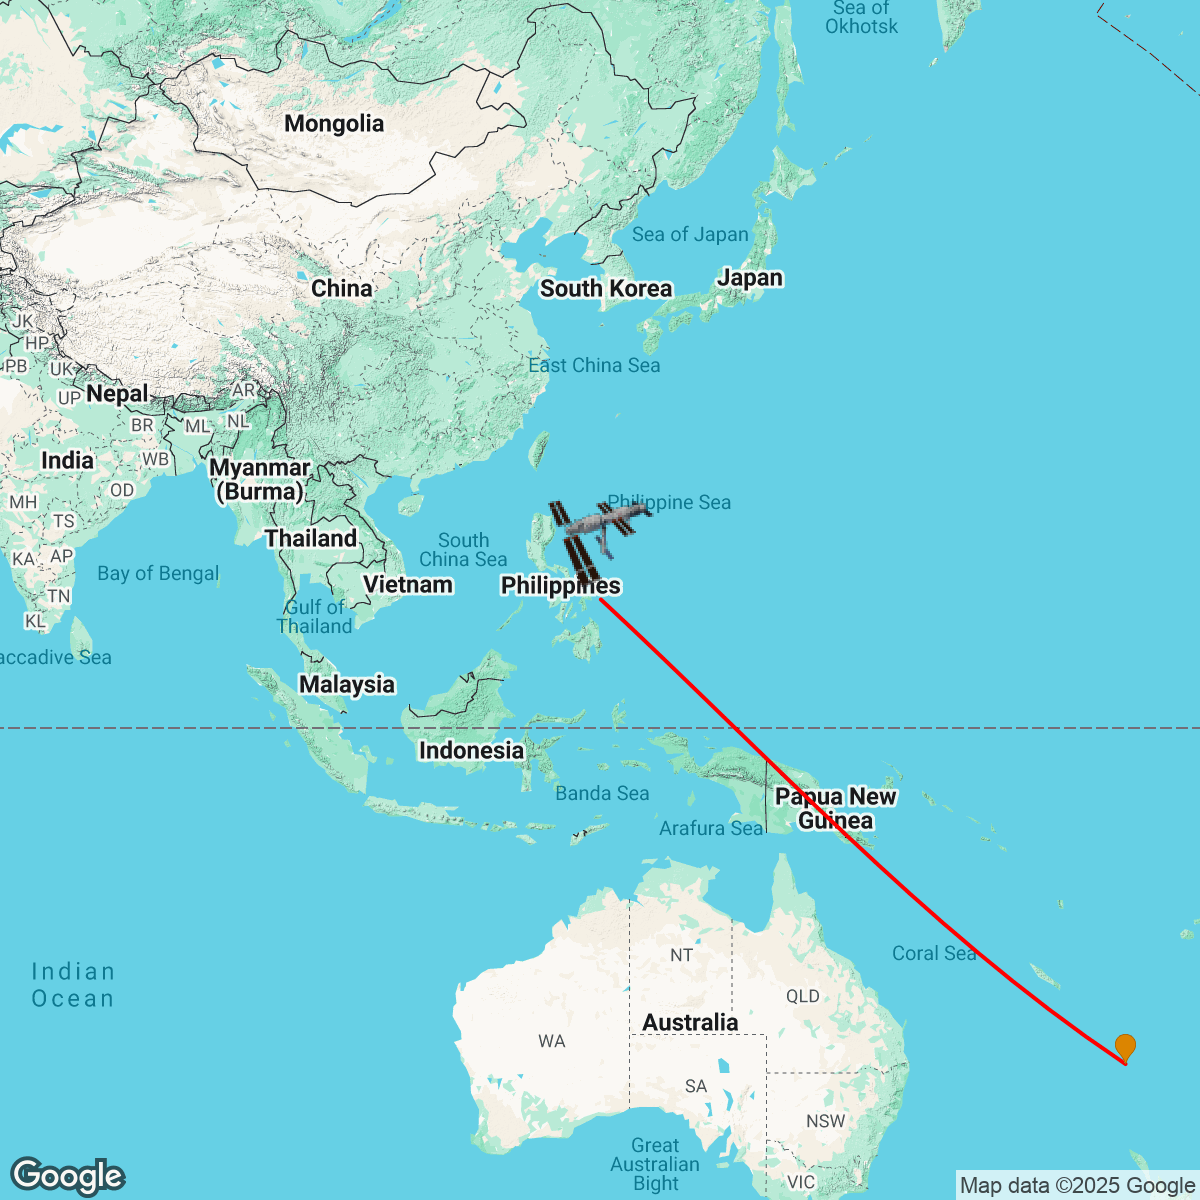 Sea of
Okhotsk
Mongolia
Sea of Japan
Japan
China
South Korea
JK
HP
PB
UK
East China Sea
UP
Nepal
AR
BR
ML
NL
India
WB
Myanmar
(Burma)
MH
OD
Philippine Sea
TS
Thailand
South
China Sea
KA
AP
Bay of Bengal
Vietnam
Philippines
TN
Gulf of
Thailand
KL
accadive Sea
Malaysia
Indonesia
Banda Sea
Papua New
Guinea
Arafura Sea
Coral Sea
NT
Indian
Ocean
QLD
Australia
WA
SA
NSW
Great
Australian
Bight
VIC
Google
Map data ©2025 Google